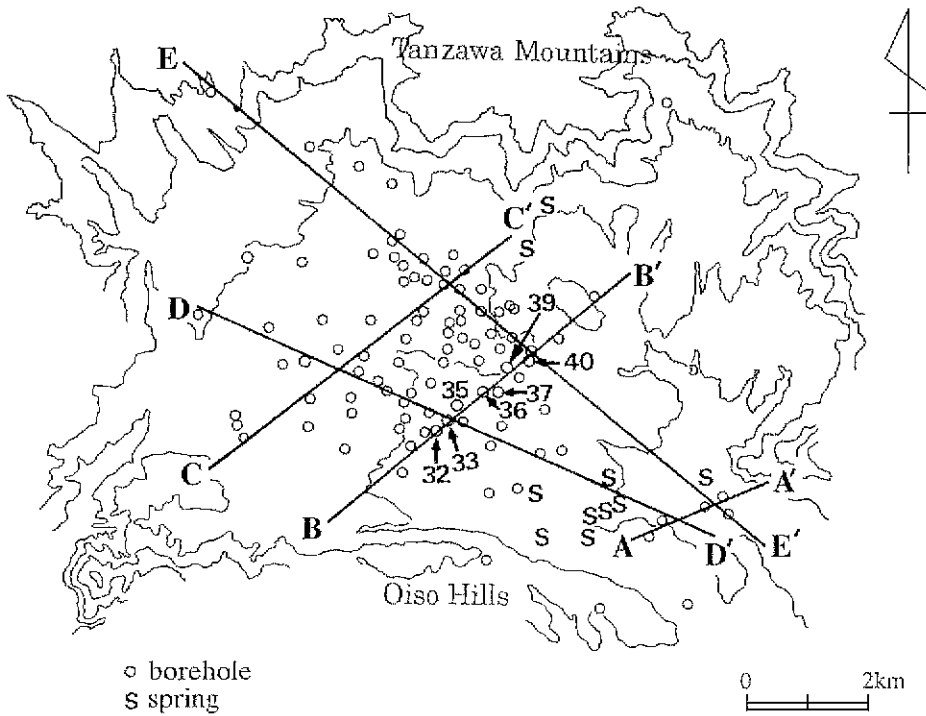 E
Tanzawa Mountains
C'
S
S
B'
D
39
40
35
37
36
33
32
C
S
A'
S
S
S
S
S
B
S
S
A
D'
E'
Oiso Hills
borehole
S spring
0 2km